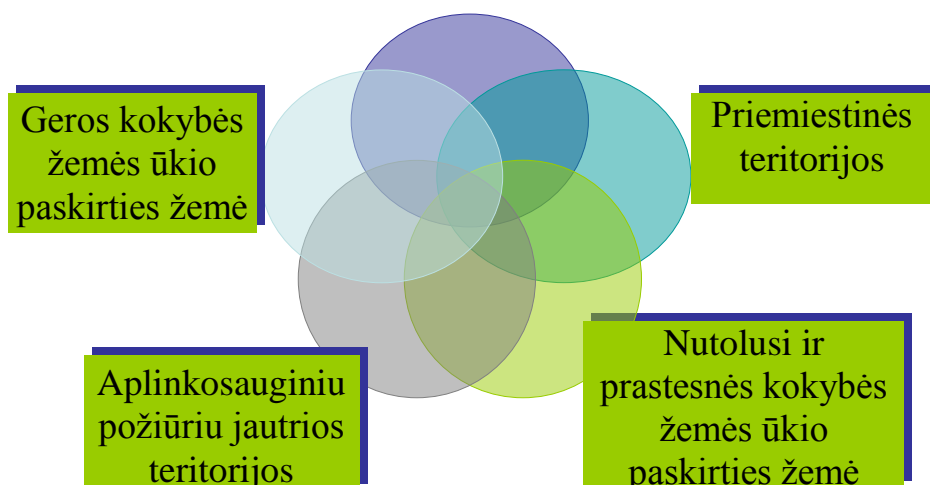 Geros kokybės
žemės ūkio
paskirties žemė
Priemiestinės
teritorijos
Aplinkosauginiu
požiūriu jautrios
teritorijos
Nutolusi ir
prastesnės kokybės
žemės ūkio
paskirties žemė